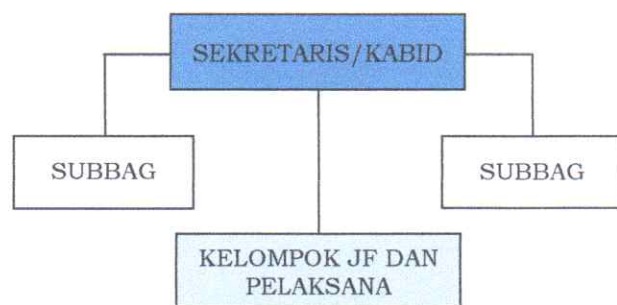 SEKRETARIS/KABID
SUBBAG
SUBBAG
KELOMPOK JF DAN
PELAKSANA